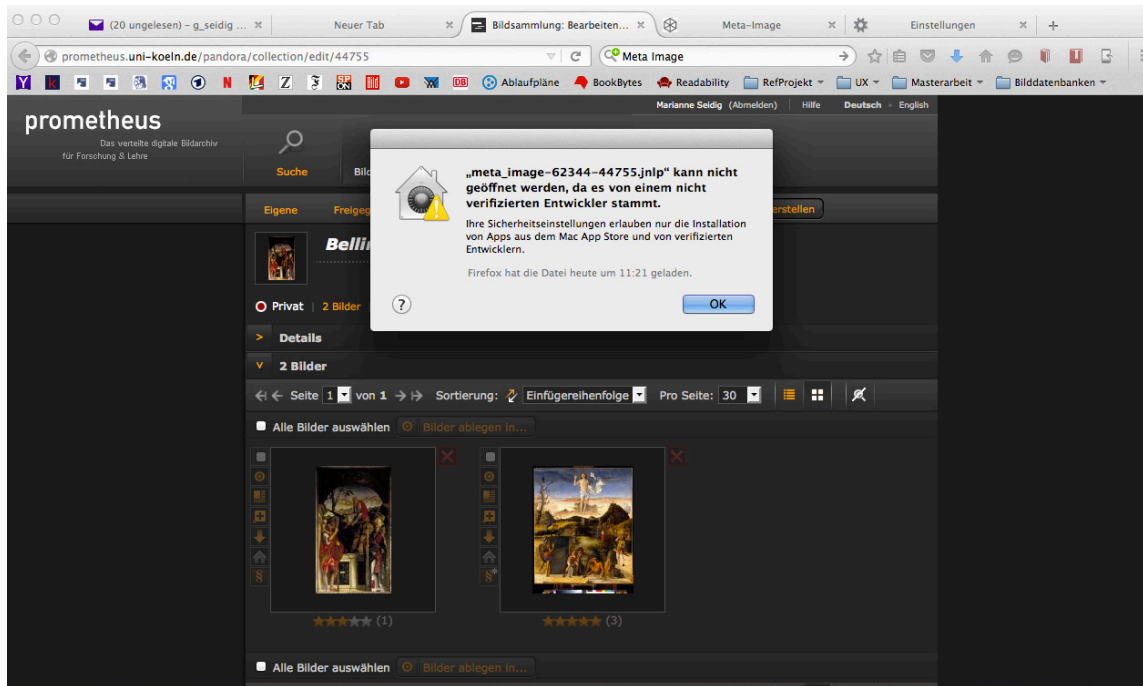 (20 ungelesen) – g_seidig ...
Neuer Tab
Bildsammlung: Bearbeiten...
Meta-Image
Einstellungen
prometheus.uni-koeln.de/pandora/collection/edit/44755
Meta Image
Ablaufpläne
BookBytes
Readability
RefProjekt
UX
Masterarbeit
Bilddatenbanken
Marianne Seidig (Abmelden) | Hilfe Deutsch - English
prometheus
Das verteilte digitale Bildarchiv
für Forschung & Lehre
Suche
„meta_image-62344-44755.jnlp“ kann nicht
geöffnet werden, da es von einem nicht
verifizierten Entwickler stammt.
Ihre Sicherheitseinstellungen erlauben nur die Installation
von Apps aus dem Mac App Store und von verifizierten
Entwicklern.
Firefox hat die Datei heute um 11:21 geladen.
?
OK
Eigene
Privat | 2 Bilder
> Details
v 2 Bilder
Seite 1 von 1 Sortierung: Einfügereihenfolge Pro Seite: 30
Alle Bilder auswählen Bilder ablegen in...
(1)
(3)
Alle Bilder auswählen Bilder ablegen in...